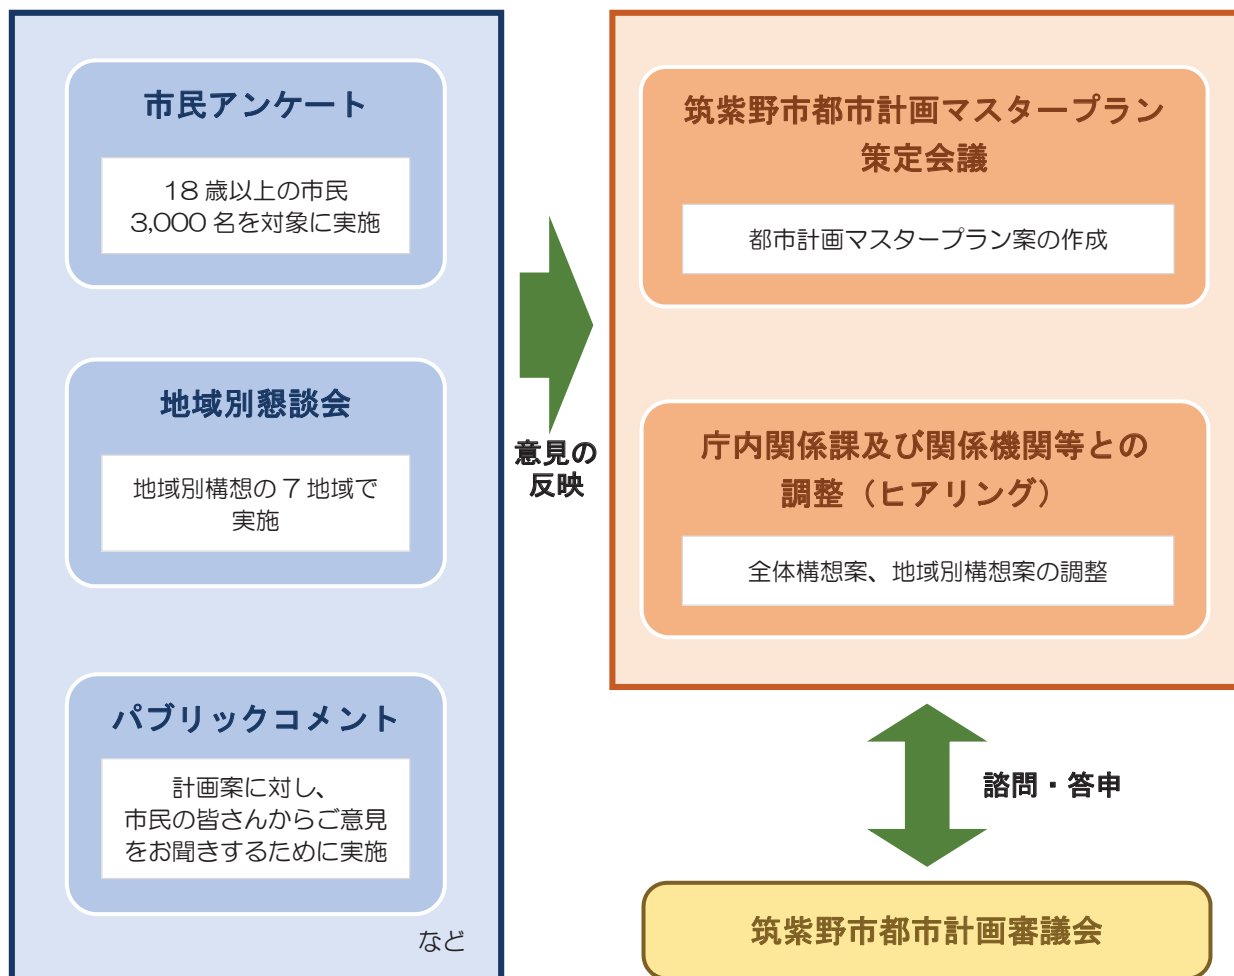 市民アンケート
18歳以上の市民
3,000名を対象に実施
地域別懇談会
地域別構想の7地域で
実施
パブリックコメント
計画案に対し、
市民の皆さんからご意見
をお聞きするために実施
など
意見の
反映
筑紫野市都市計画マスタープラン
策定会議
都市計画マスタープラン案の作成
庁内関係課及び関係機関等との
調整（ヒアリング）
全体構想案、地域別構想案の調整
諮問・答申
筑紫野市都市計画審議会